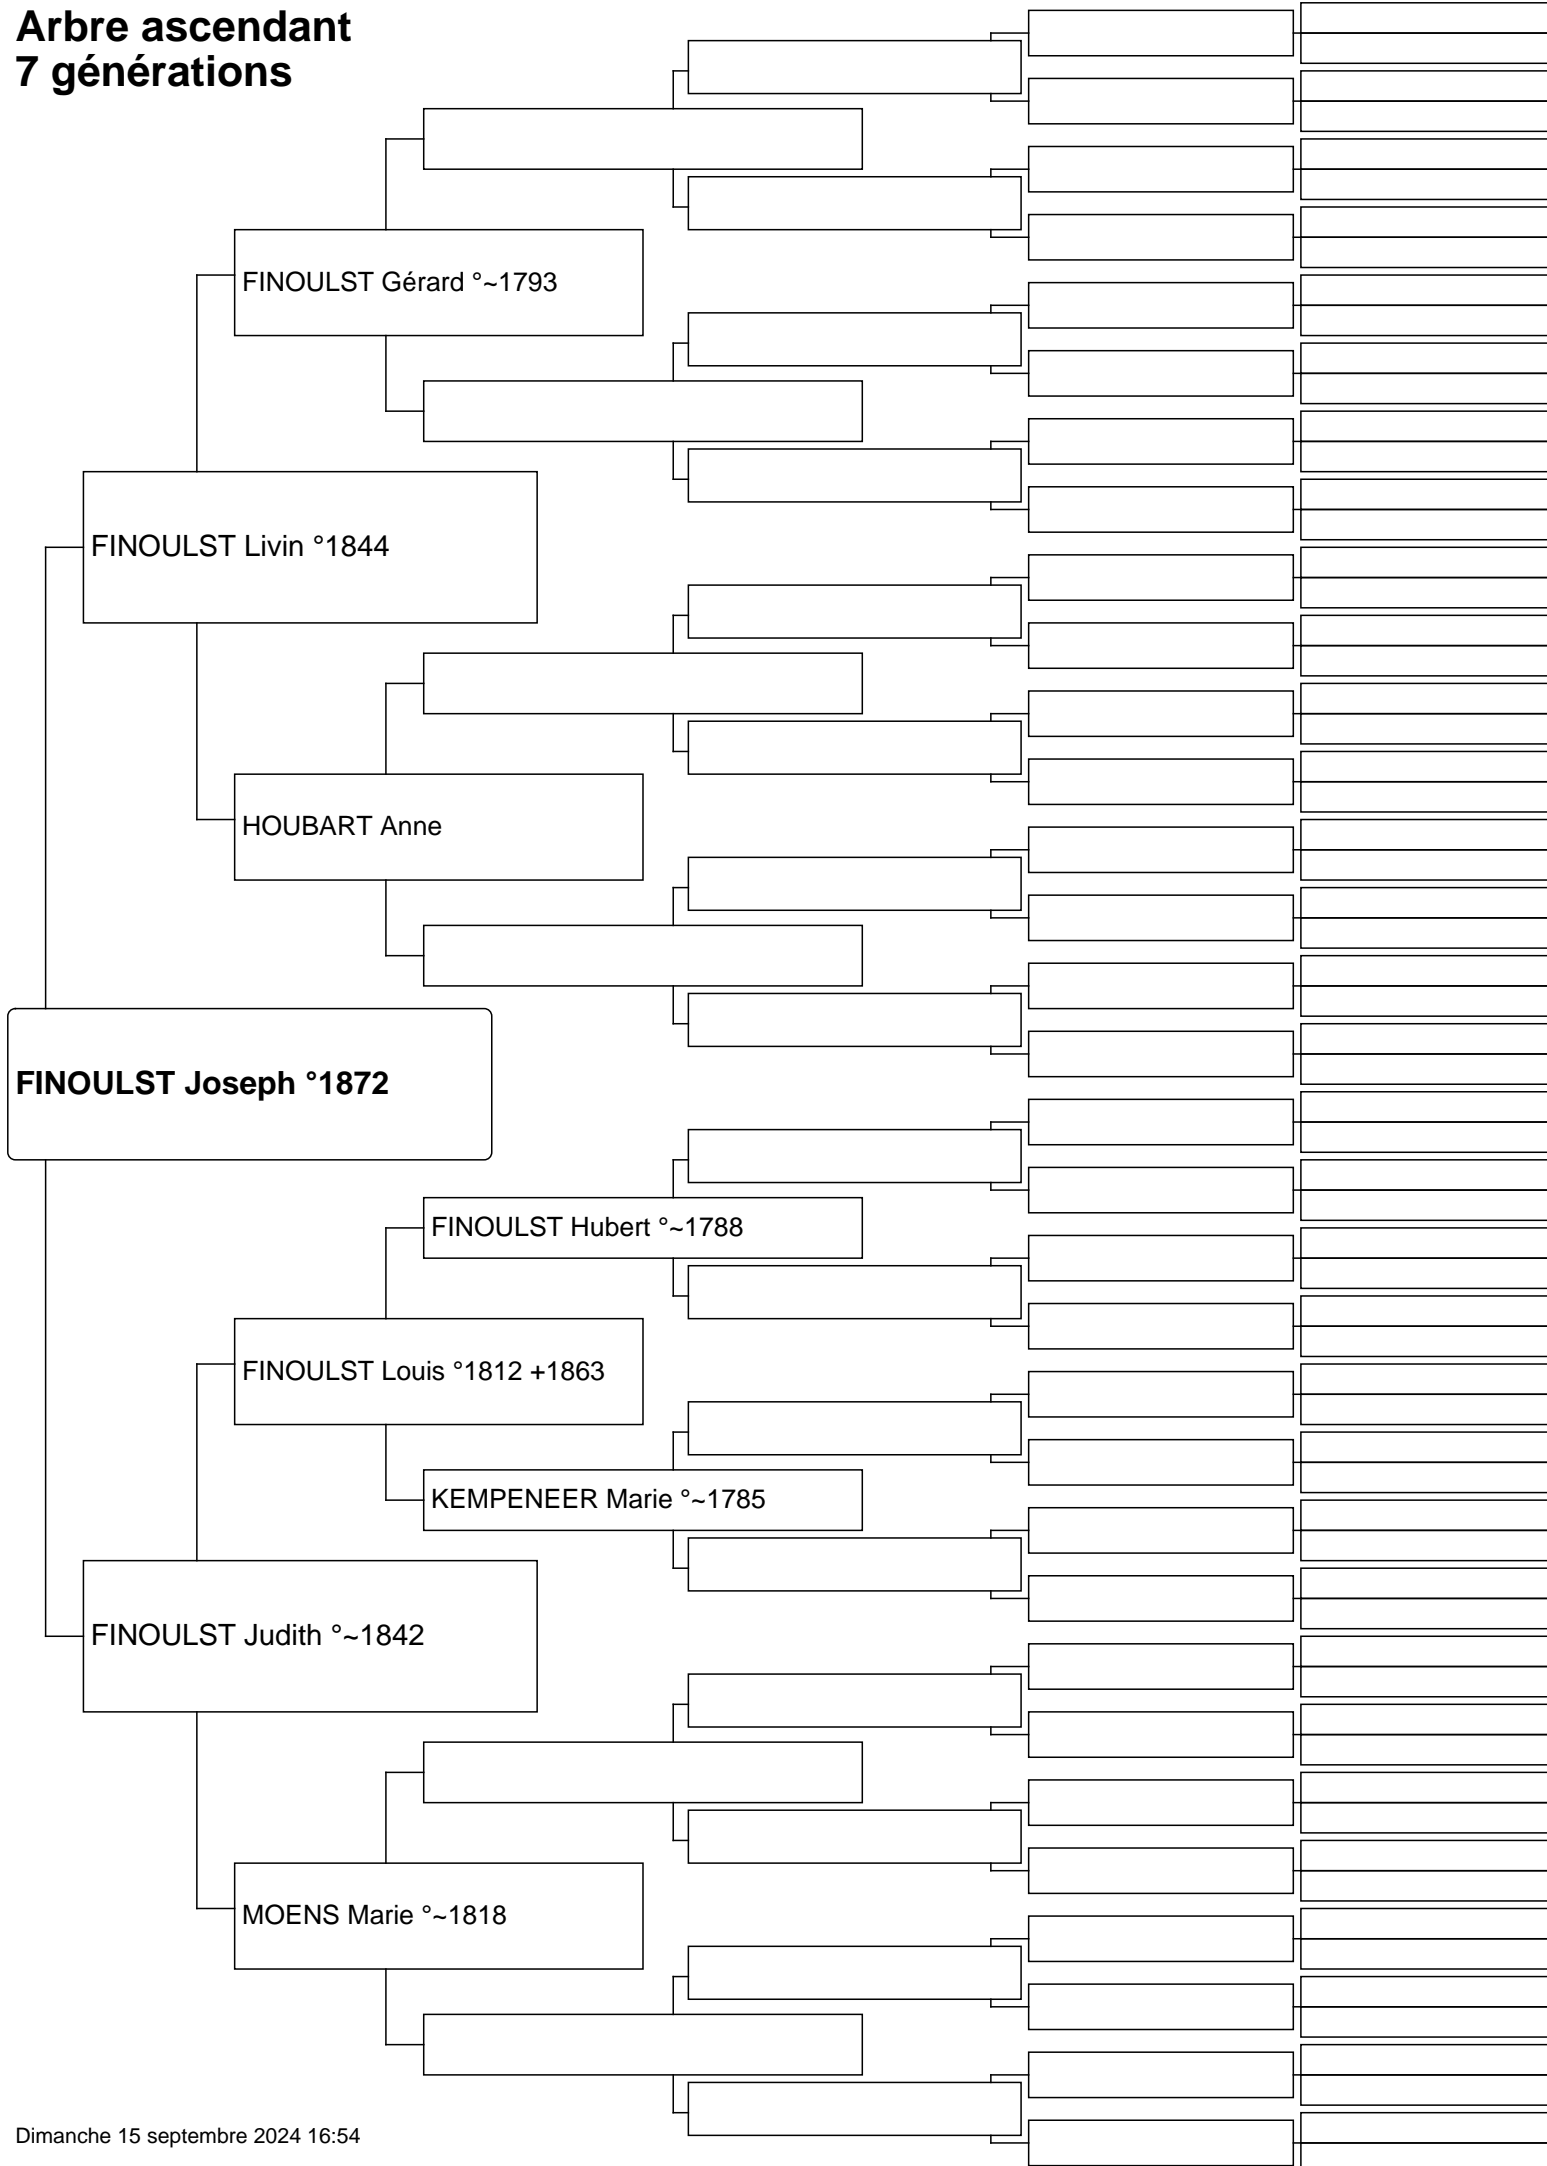 Arbre ascendant
7 générations
FINOULST Gérard °~1793
FINOULST Livin °1844
HOUBART Anne
FINOULST Joseph °1872
FINOULST Hubert °~1788
FINOULST Louis °1812 +1863
KEMPENEER Marie °~1785
FINOULST Judith °~1842
MOENS Marie °~1818
Dimanche 15 septembre 2024 16:54